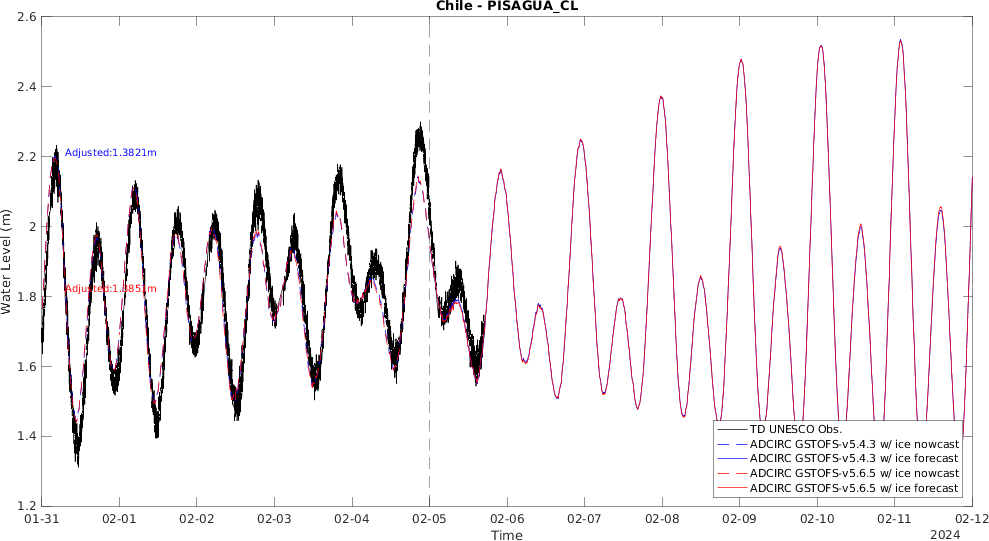 Chile - PISAGUA_CL
2.6
2.4
2.2
2
1.8
1.6
1.4
1.2
Water Level (m)
Adjusted:1.3821m
Adjusted:1.3851m
TD UNESCO Obs.
ADCIRC GSTOFS-v5.4.3 w/ ice nowcast
ADCIRC GSTOFS-v5.4.3 w/ ice forecast
ADCIRC GSTOFS-v5.6.5 w/ ice nowcast
ADCIRC GSTOFS-v5.6.5 w/ ice forecast
01-31 02-01 02-02 02-03 02-04 02-05 02-06 02-07 02-08 02-09 02-10 02-11 02-12
Time
2024